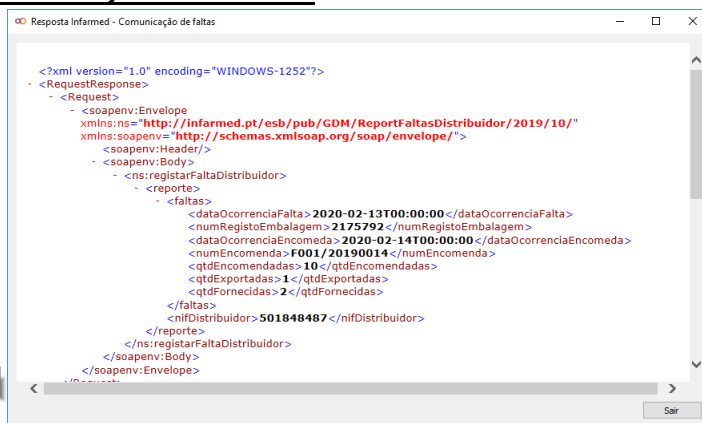 Resposta Infarmed - Comunicação de faltas
<?xml version="1.0" encoding="WINDOWS-1252"?>
- <RequestResponse>
- <Request>
- <soapenv:Envelope
xmlns:ns="http://infarmed.pt/esb/pub/GDM/ReportFaltasDistribuidor/2019/10/"
xmlns:soapenv="http://schemas.xmlsoap.org/soap/envelope/">
<soapenv:Header/>
- <soapenv:Body>
- <ns:registarFaltaDistribuidor>
- <reporte>
- <faltas>
<dataOcorrenciaFalta>2020-02-13T00:00:00</dataOcorrenciaFalta>
<numRegistoEmbalagem>2175792</numRegistoEmbalagem>
<dataOcorrenciaEncomeda>2020-02-14T00:00:00</dataOcorrenciaEncomeda>
<numEncomenda>F001/20190014</numEncomenda>
<qtdEncomendadas>10</qtdEncomendadas>
<qtdExportadas>1</qtdExportadas>
<qtdFornecidas>2</qtdFornecidas>
</faltas>
<nifDistribuidor>501848487</nifDistribuidor>
</reporte>
</ns:registarFaltaDistribuidor>
</soapenv:Body>
</soapenv:Envelope>
Sair